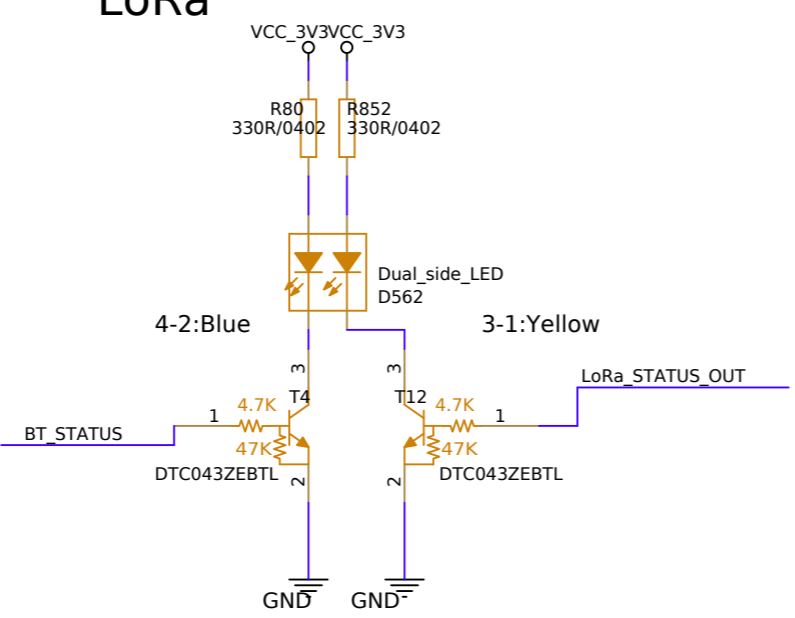 LoRa
VCC_3V3VCC_3V3
R80
R852
330R/0402
330R/0402
Dual_side_LED
D562
4-2:Blue
3-1:Yellow
3
3
LoRa_STATUS_OUT
T4
T12
4.7K
4.7K
1
1
BT_STATUS
47K
47K
DTC043ZEBTL
DTC043ZEBTL
2
2
GND
GND